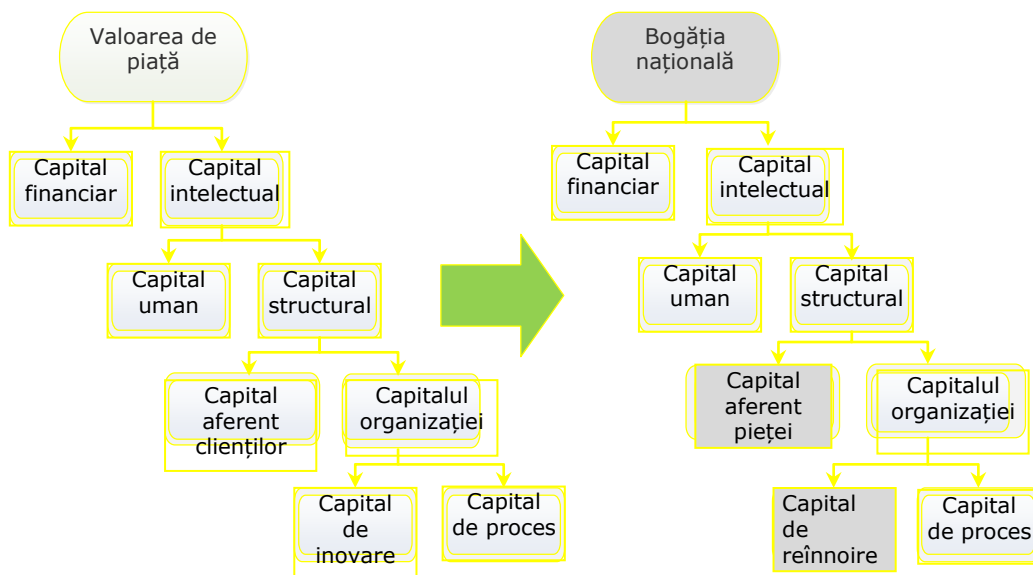 Valoarea de
piață
Capital
financiar
Capital
intelectual
Capital
uman
Capital
structural
Capital
aferent
clienților
Capitalul
organizației
Capital
de
inovare
Capital
de proces
Bogăția
națională
Capital
financiar
Capital
intelectual
Capital
uman
Capital
structural
Capital
aferent
pieței
Capitalul
organizației
Capital
de
reînnoire
Capital
de proces